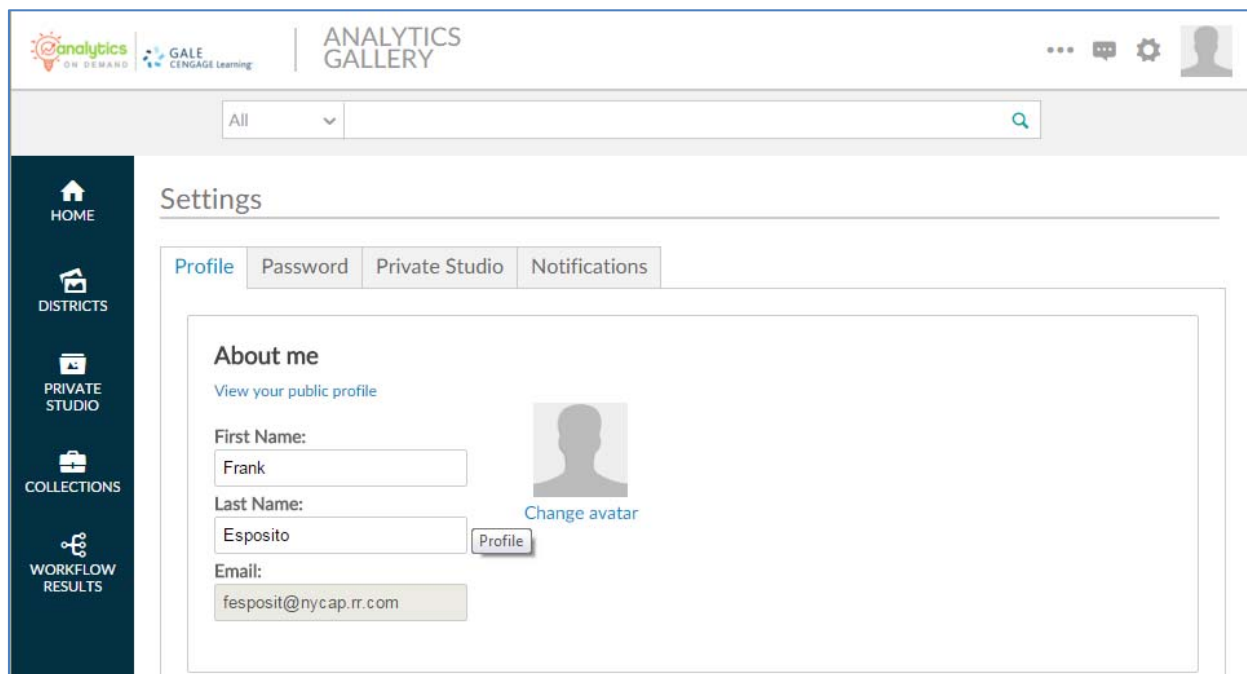 analytics
ON DEMAND
GALE
CENGAGE Learning
ANALYTICS
GALLERY
All
HOME
DISTRICTS
PRIVATE
STUDIO
COLLECTIONS
WORKFLOW
RESULTS
Settings
Profile Password Private Studio Notifications
About me
View your public profile
First Name:
Frank
Last Name:
Esposito
Email:
fesposit@nycap.rr.com
Change avatar
Profile